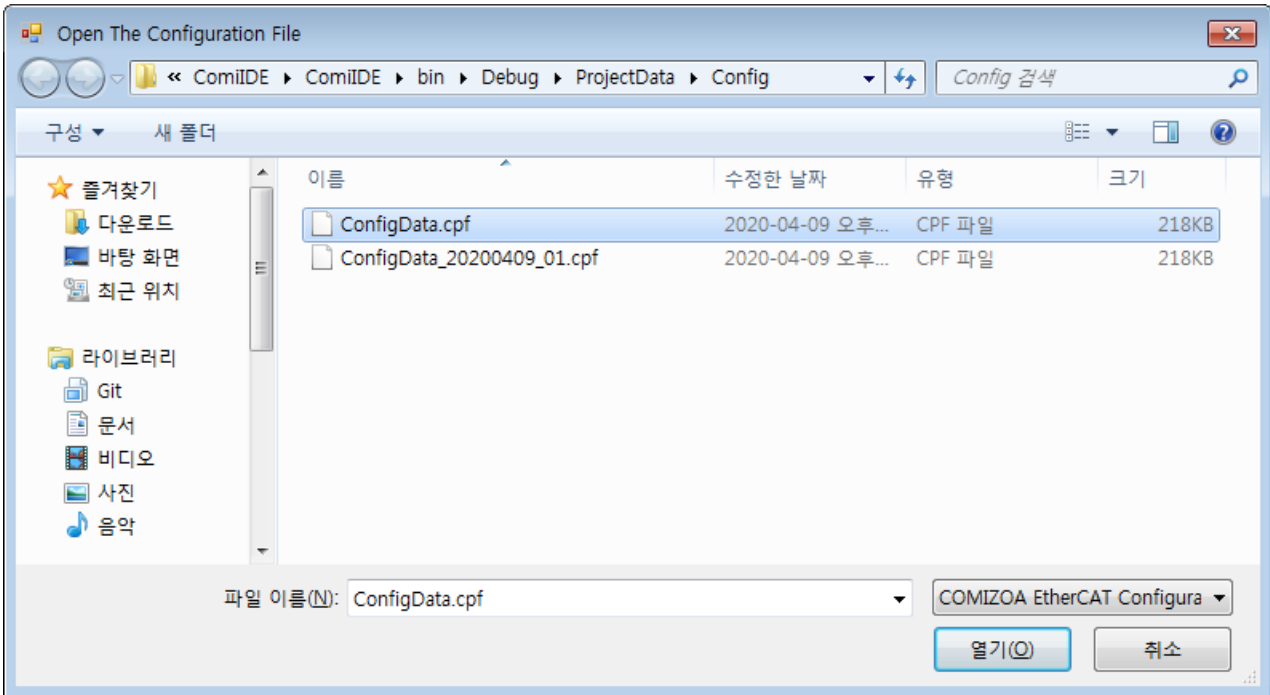 Open The Configuration File
« ComiIDE ▸ ComiIDE ▸ bin ▸ Debug ▸ ProjectData ▸ Config
Config 검색
구성 새 폴더
이름 수정한 날짜 유형 크기
ConfigData.cpf 2020-04-09 오후... CPF 파일 218KB
ConfigData_20200409_01.cpf 2020-04-09 오후... CPF 파일 218KB
즐겨찾기
다운로드
바탕 화면
최근 위치
라이브러리
Git
문서
비디오
사진
음악
파일 이름(N): ConfigData.cpf
COMIZOA EtherCAT Configura
열기(O) 취소